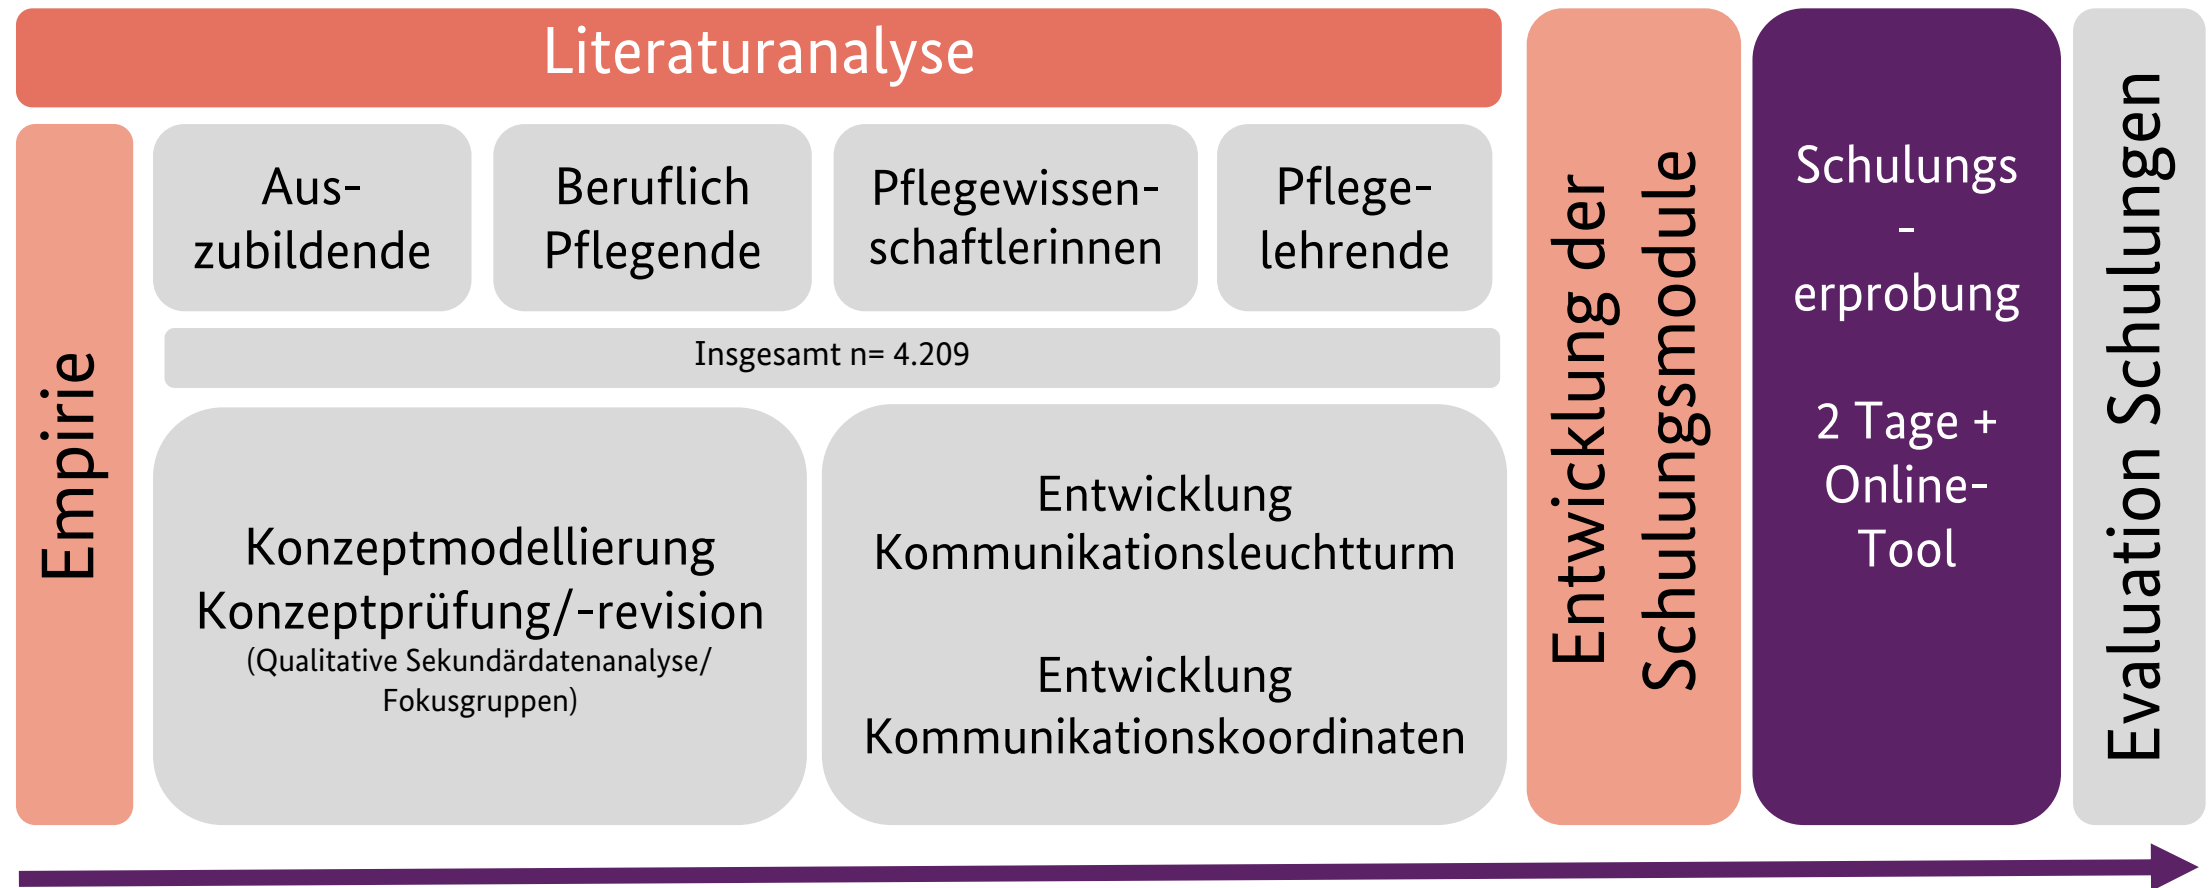 Literaturanalyse
Empirie
Aus-
zubildende
Beruflich
Pflegende
Pflegewissen-
schaftlerinnen
Pflege-
lehrende
Insgesamt n= 4.209
Konzeptmodellierung
Konzeptprüfung/-revision
(Qualitative Sekundärdatenanalyse/
Fokusgruppen)
Entwicklung
Kommunikationsleuchtturm
Entwicklung
Kommunikationskoordinaten
Entwicklung der
Schulungsmodule
Schulungs
-
erprobung
2 Tage +
Online-
Tool
Evaluation Schulungen